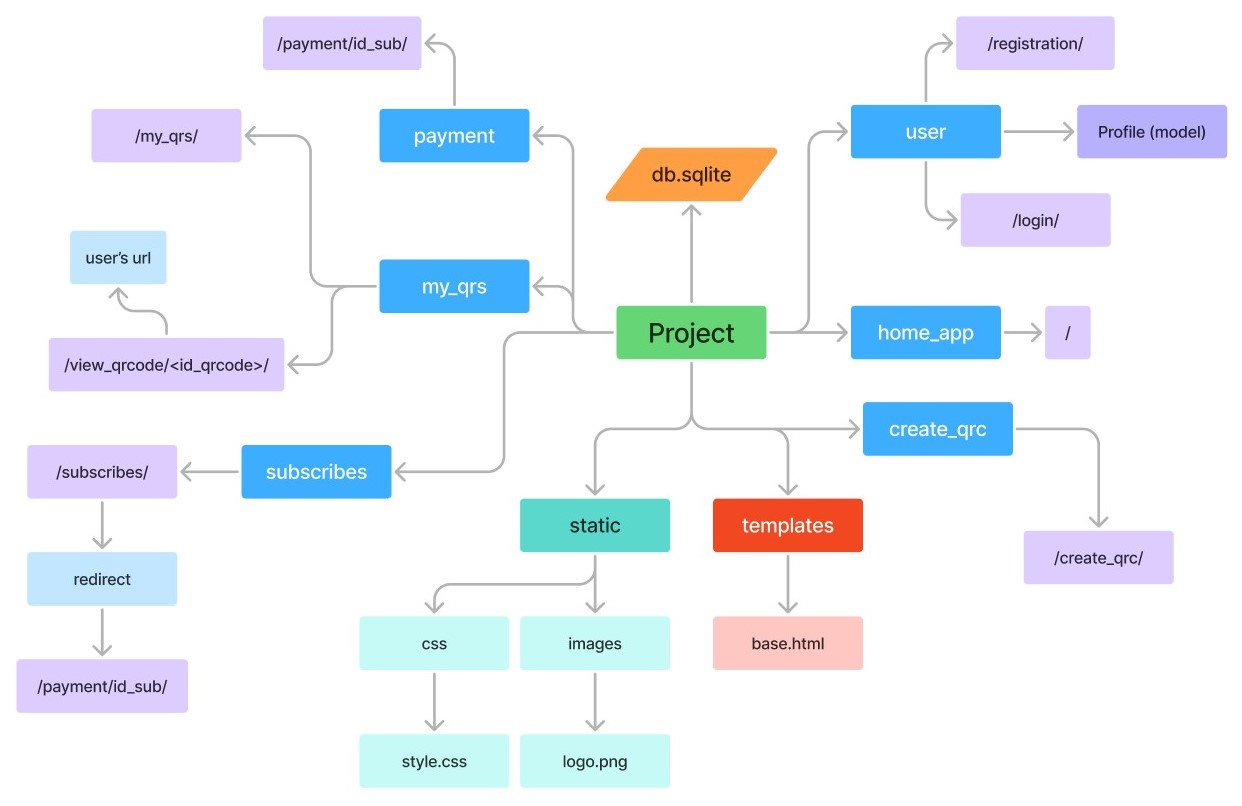 /payment/id_sub/
/registration/
/my_qrs/
payment
user
Profile (model)
db.sqlite
/login/
user’s url
my_qrs
Project
home_app
/
/view_qrcode/<id_qrcode>/
create_qrc
/subscribes/
subscribes
static
templates
/create_qrc/
redirect
css
images
base.html
/payment/id_sub/
style.css
logo.png